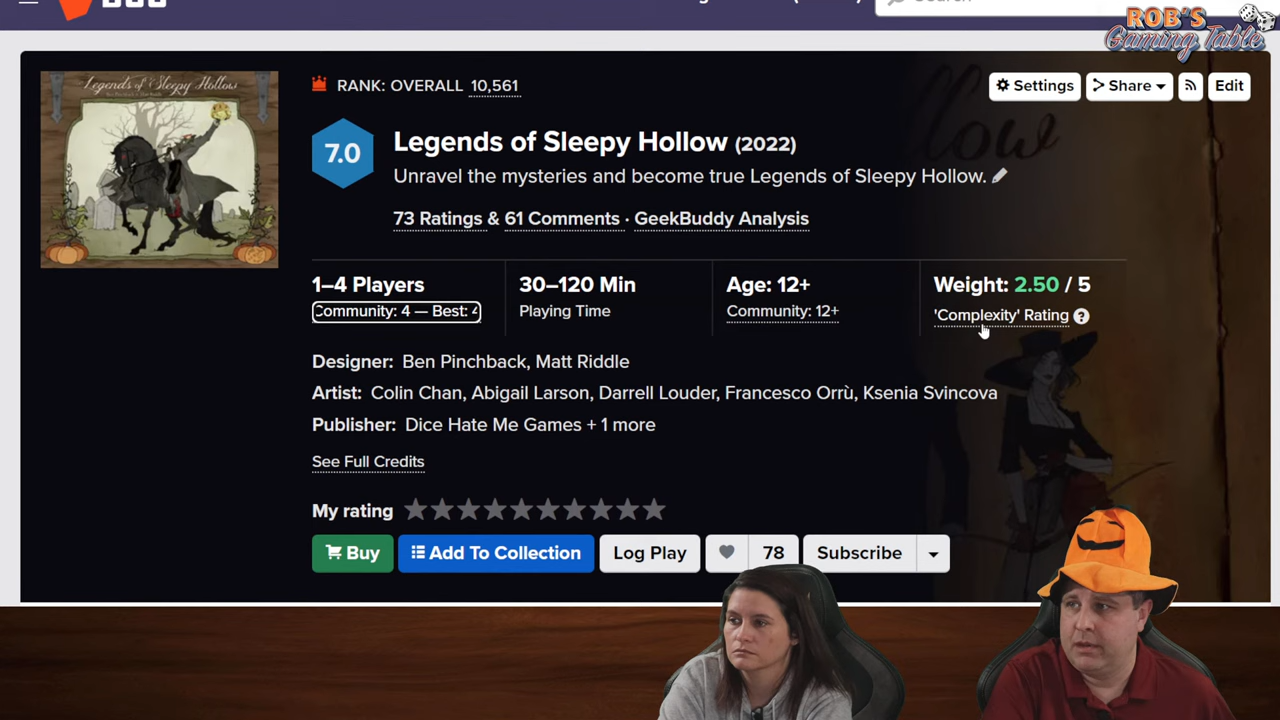 ROB'S
Gaming Table
RANK: OVERALL 10,561
Settings
Share
Edit
Legends of Sleepy Hollow
7.0
Legends of Sleepy Hollow (2022)
Unravel the mysteries and become true Legends of Sleepy Hollow.
73 Ratings & 61 Comments · GeekBuddy Analysis
1–4 Players
Community: 4 — Best: 4
30–120 Min
Playing Time
Age: 12+
Community: 12+
Weight: 2.50 / 5
'Complexity' Rating ?
Designer: Ben Pinchback, Matt Riddle
Artist: Colin Chan, Abigail Larson, Darrell Louder, Francesco Orrù, Ksenia Svincova
Publisher: Dice Hate Me Games + 1 more
See Full Credits
My rating
Buy
Add To Collection
Log Play
78
Subscribe